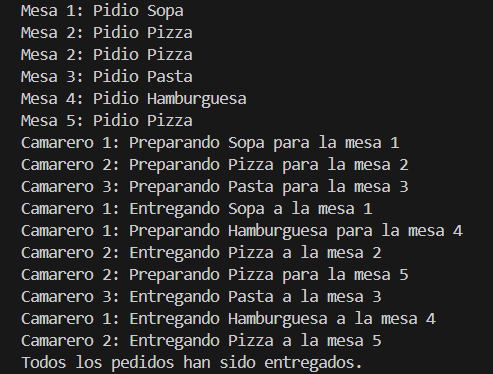 Mesa 1: Pidio Sopa
Mesa 2: Pidio Pizza
Mesa 2: Pidio Pizza
Mesa 3: Pidio Pasta
Mesa 4: Pidio Hamburguesa
Mesa 5: Pidio Pizza
Camarero 1: Preparando Sopa para la mesa 1
Camarero 2: Preparando Pizza para la mesa 2
Camarero 3: Preparando Pasta para la mesa 3
Camarero 1: Entregando Sopa a la mesa 1
Camarero 1: Preparando Hamburguesa para la mesa 4
Camarero 2: Entregando Pizza a la mesa 2
Camarero 2: Preparando Pizza para la mesa 5
Camarero 3: Entregando Pasta a la mesa 3
Camarero 1: Entregando Hamburguesa a la mesa 4
Camarero 2: Entregando Pizza a la mesa 5
Todos los pedidos han sido entregados.